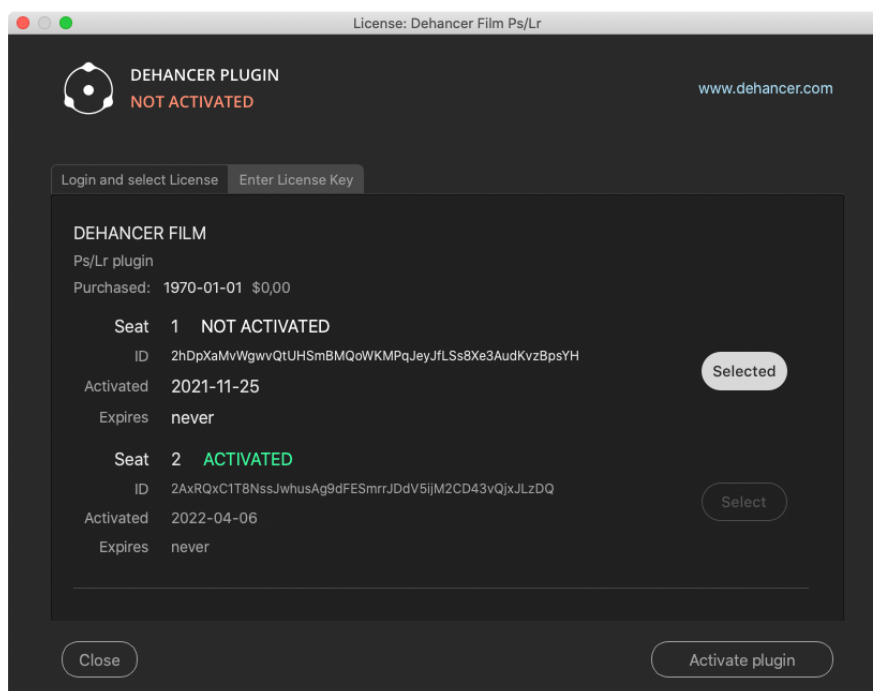 License: Dehancer Film Ps/Lr
DEHANCER PLUGIN
NOT ACTIVATED
www.dehancer.com
Login and select License Enter License Key
DEHANCER FILM
Ps/Lr plugin
Purchased: 1970-01-01 $0,00
Seat 1 NOT ACTIVATED
ID 2hDpXaMvWgwvQtUHSmBMQoWKMPqJeyJfLSs8Xe3AudKvzBpsYH
Selected
Activated 2021-11-25
Expires never
Seat 2 ACTIVATED
ID 2AxRQxC1T8NssJwhusAg9dFESmrrJDdV5ijM2CD43vQjxJLzDQ
Select
Activated 2022-04-06
Expires never
Close Activate plugin